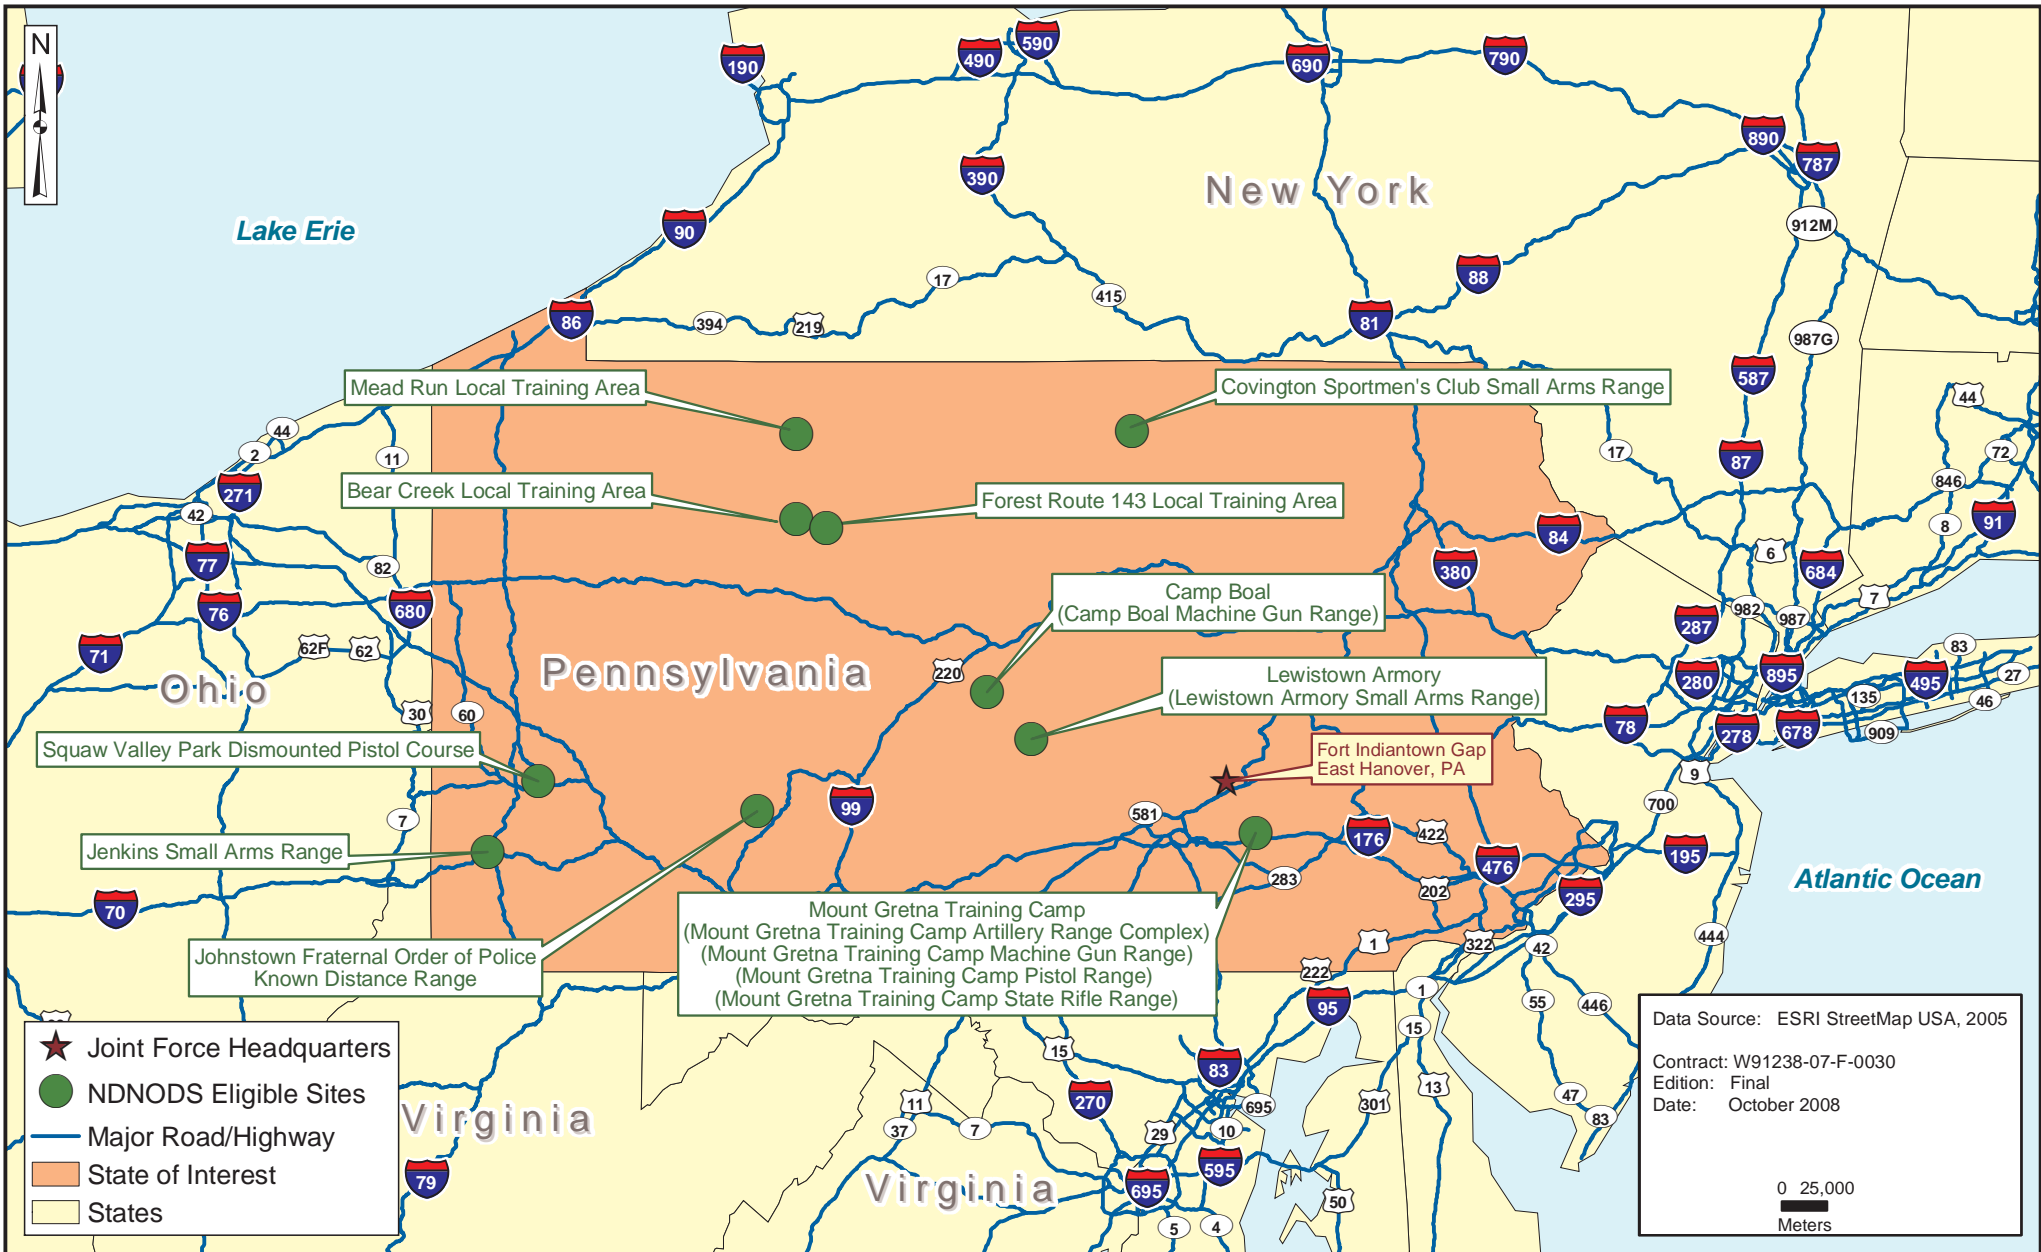 N
190
490
590
690
790
890
787
390
New York
912M
Lake Erie
90
17
415
88
86
394
219
81
987G
587
Mead Run Local Training Area
Covington Sportmen's Club Small Arms Range
44
44
2
11
17
87
72
271
Bear Creek Local Training Area
Forest Route 143 Local Training Area
846
42
8
91
84
77
82
6
380
684
Camp Boal
(Camp Boal Machine Gun Range)
76
680
7
982
987
287
71
62F
62
83
Pennsylvania
220
Lewistown Armory
(Lewistown Armory Small Arms Range)
280
895
495
27
Ohio
135
46
30
60
78
278
678
909
Squaw Valley Park Dismounted Pistol Course
Fort Indiantown Gap
East Hanover, PA
9
99
700
7
581
176
422
Jenkins Small Arms Range
195
476
283
202
295
Atlantic Ocean
70
Mount Gretna Training Camp
(Mount Gretna Training Camp Artillery Range Complex)
(Mount Gretna Training Camp Machine Gun Range)
(Mount Gretna Training Camp Pistol Range)
(Mount Gretna Training Camp State Rifle Range)
Johnstown Fraternal Order of Police
Known Distance Range
1
322
42
444
222
95
1
55
446
15
15
83
13
270
301
695
11
37
7
29
10
47
83
595
695
50
5
4
Virginia
Virginia
79
Joint Force Headquarters
NDNODS Eligible Sites
Major Road/Highway
State of Interest
States
Data Source: ESRI StreetMap USA, 2005
Contract: W91238-07-F-0030
Edition: Final
Date: October 2008
0 25,000
Meters